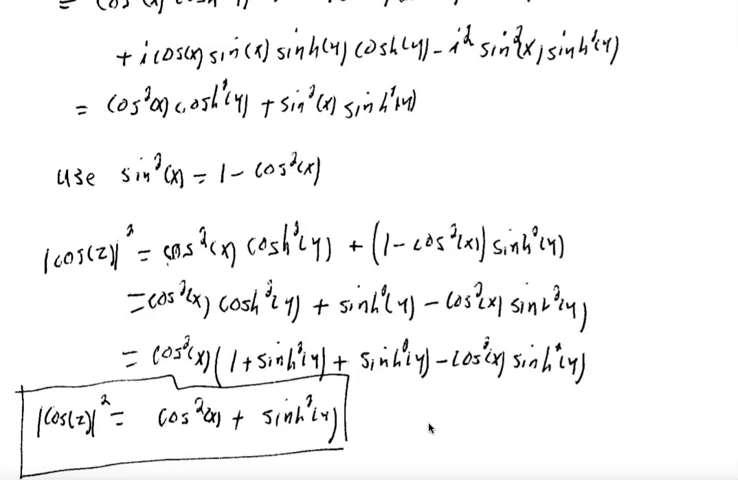 + i cos(x) sin(x) sinh(y) cosh(y) - i² sin²(x) sinh²(y)
= cos²(x) cosh²(y) + sin²(x) sinh²(y)
use sin²(x) = 1 - cos²(x)
|cos(z)|² = cos²(x) cosh²(y) + (1 - cos²(x)) sinh²(y)
= cos²(x) cosh²(y) + sinh²(y) - cos²(x) sinh²(y)
= cos²(x) (1 + sinh²(y) + sinh²(y) - cos²(x) sinh²(y)
|cos(z)|² = cos²(x) + sinh²(y)